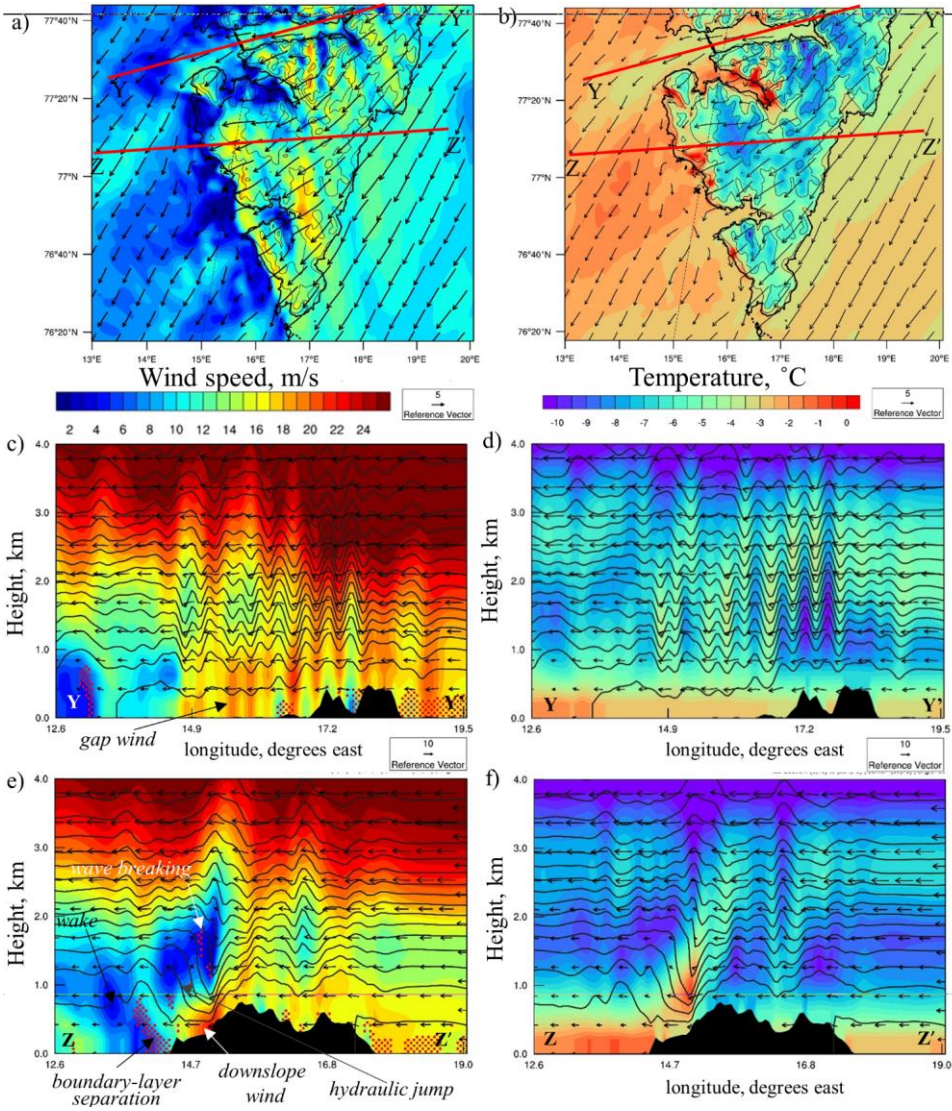 a)
77°40'N
77°20'N
77°N
76°40'N
76°20'N
Y
Y'
Z
Z'
13°E 14°E 15°E 16°E 17°E 18°E 19°E 20°E
Wind speed, m/s
2 4 6 8 10 12 14 16 18 20 22 24
5
Reference Vector
b)
77°40'N
77°20'N
77°N
76°40'N
76°20'N
Y
Y'
Z
Z'
13°E 14°E 15°E 16°E 17°E 18°E 19°E 20°E
Temperature, °C
-10 -9 -8 -7 -6 -5 -4 -3 -2 -1 0
5
Reference Vector
c)
Height, km
4.0
3.0
2.0
1.0
0.0
Y
Y'
12.6 14.9 17.2 19.5
gap wind
longitude, degrees east
10
Reference Vector
d)
Height, km
4.0
3.0
2.0
1.0
0.0
Y
Y'
12.6 14.9 17.2 19.5
longitude, degrees east
10
Reference Vector
e)
Height, km
4.0
3.0
2.0
1.0
0.0
wave breaking
wake
Z
Z'
12.6 14.7 16.8 19.0
boundary-layer
separation
downslope
wind
hydraulic jump
f)
Height, km
4.0
3.0
2.0
1.0
0.0
Z
Z'
12.6 14.7 16.8 19.0
longitude, degrees east